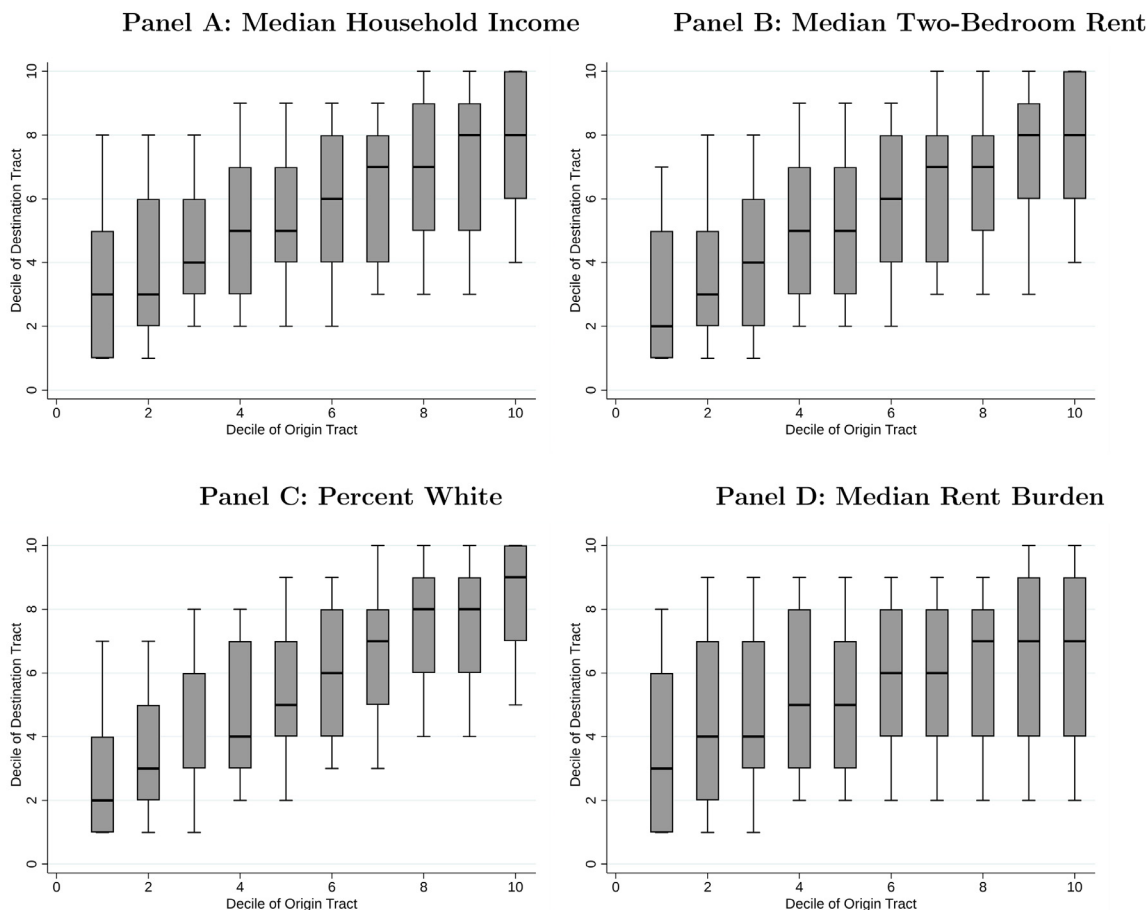 Panel A: Median Household Income
Decile of Destination Tract
10
8
6
4
2
0
0 2 4 6 8 10
Decile of Origin Tract
Panel B: Median Two-Bedroom Rent
Decile of Destination Tract
10
8
6
4
2
0
0 2 4 6 8 10
Decile of Origin Tract
Panel C: Percent White
Decile of Destination Tract
10
8
6
4
2
0
0 2 4 6 8 10
Decile of Origin Tract
Panel D: Median Rent Burden
Decile of Destination Tract
10
8
6
4
2
0
0 2 4 6 8 10
Decile of Origin Tract